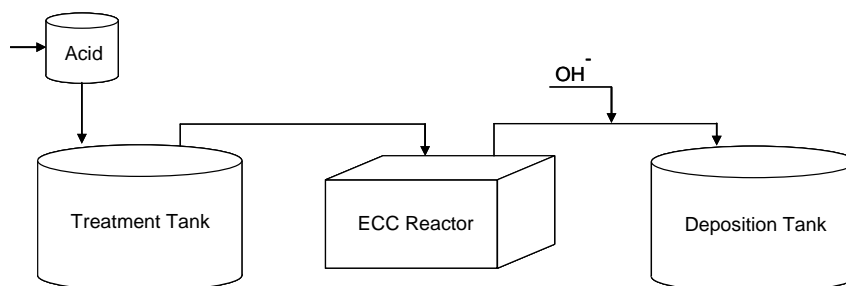 Acid
OH⁻
Treatment Tank
ECC Reactor
Deposition Tank